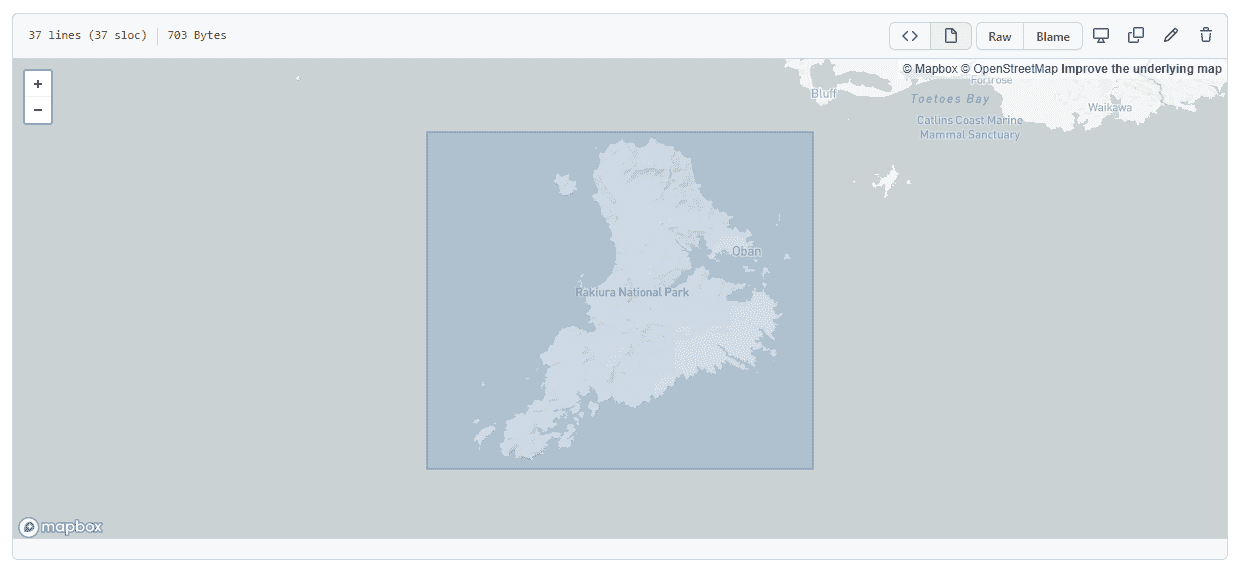 37 lines (37 sloc) 703 Bytes
<> Raw Blame
+
−
© Mapbox © OpenStreetMap Improve the underlying map
Fortrose
Bluff
Toetoes Bay
Waikawa
Catlins Coast Marine
Mammal Sanctuary
Oban
Rakiura National Park
mapbox